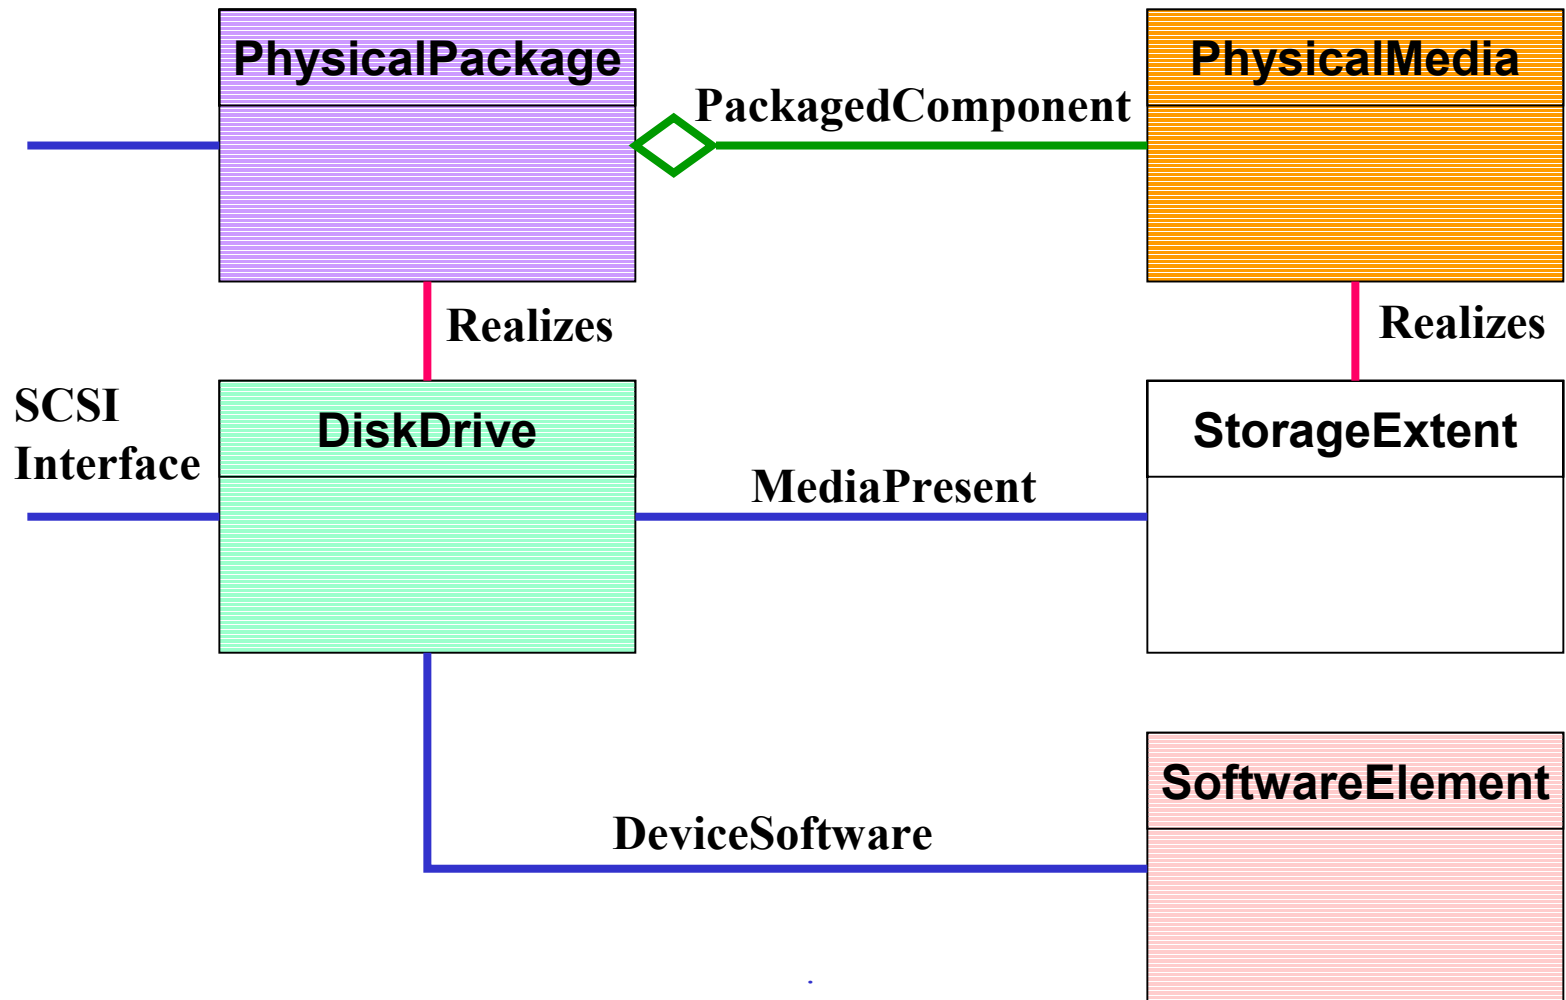 PhysicalPackage
PhysicalMedia
PackagedComponent
Realizes
Realizes
SCSI
Interface
DiskDrive
StorageExtent
MediaPresent
SoftwareElement
DeviceSoftware